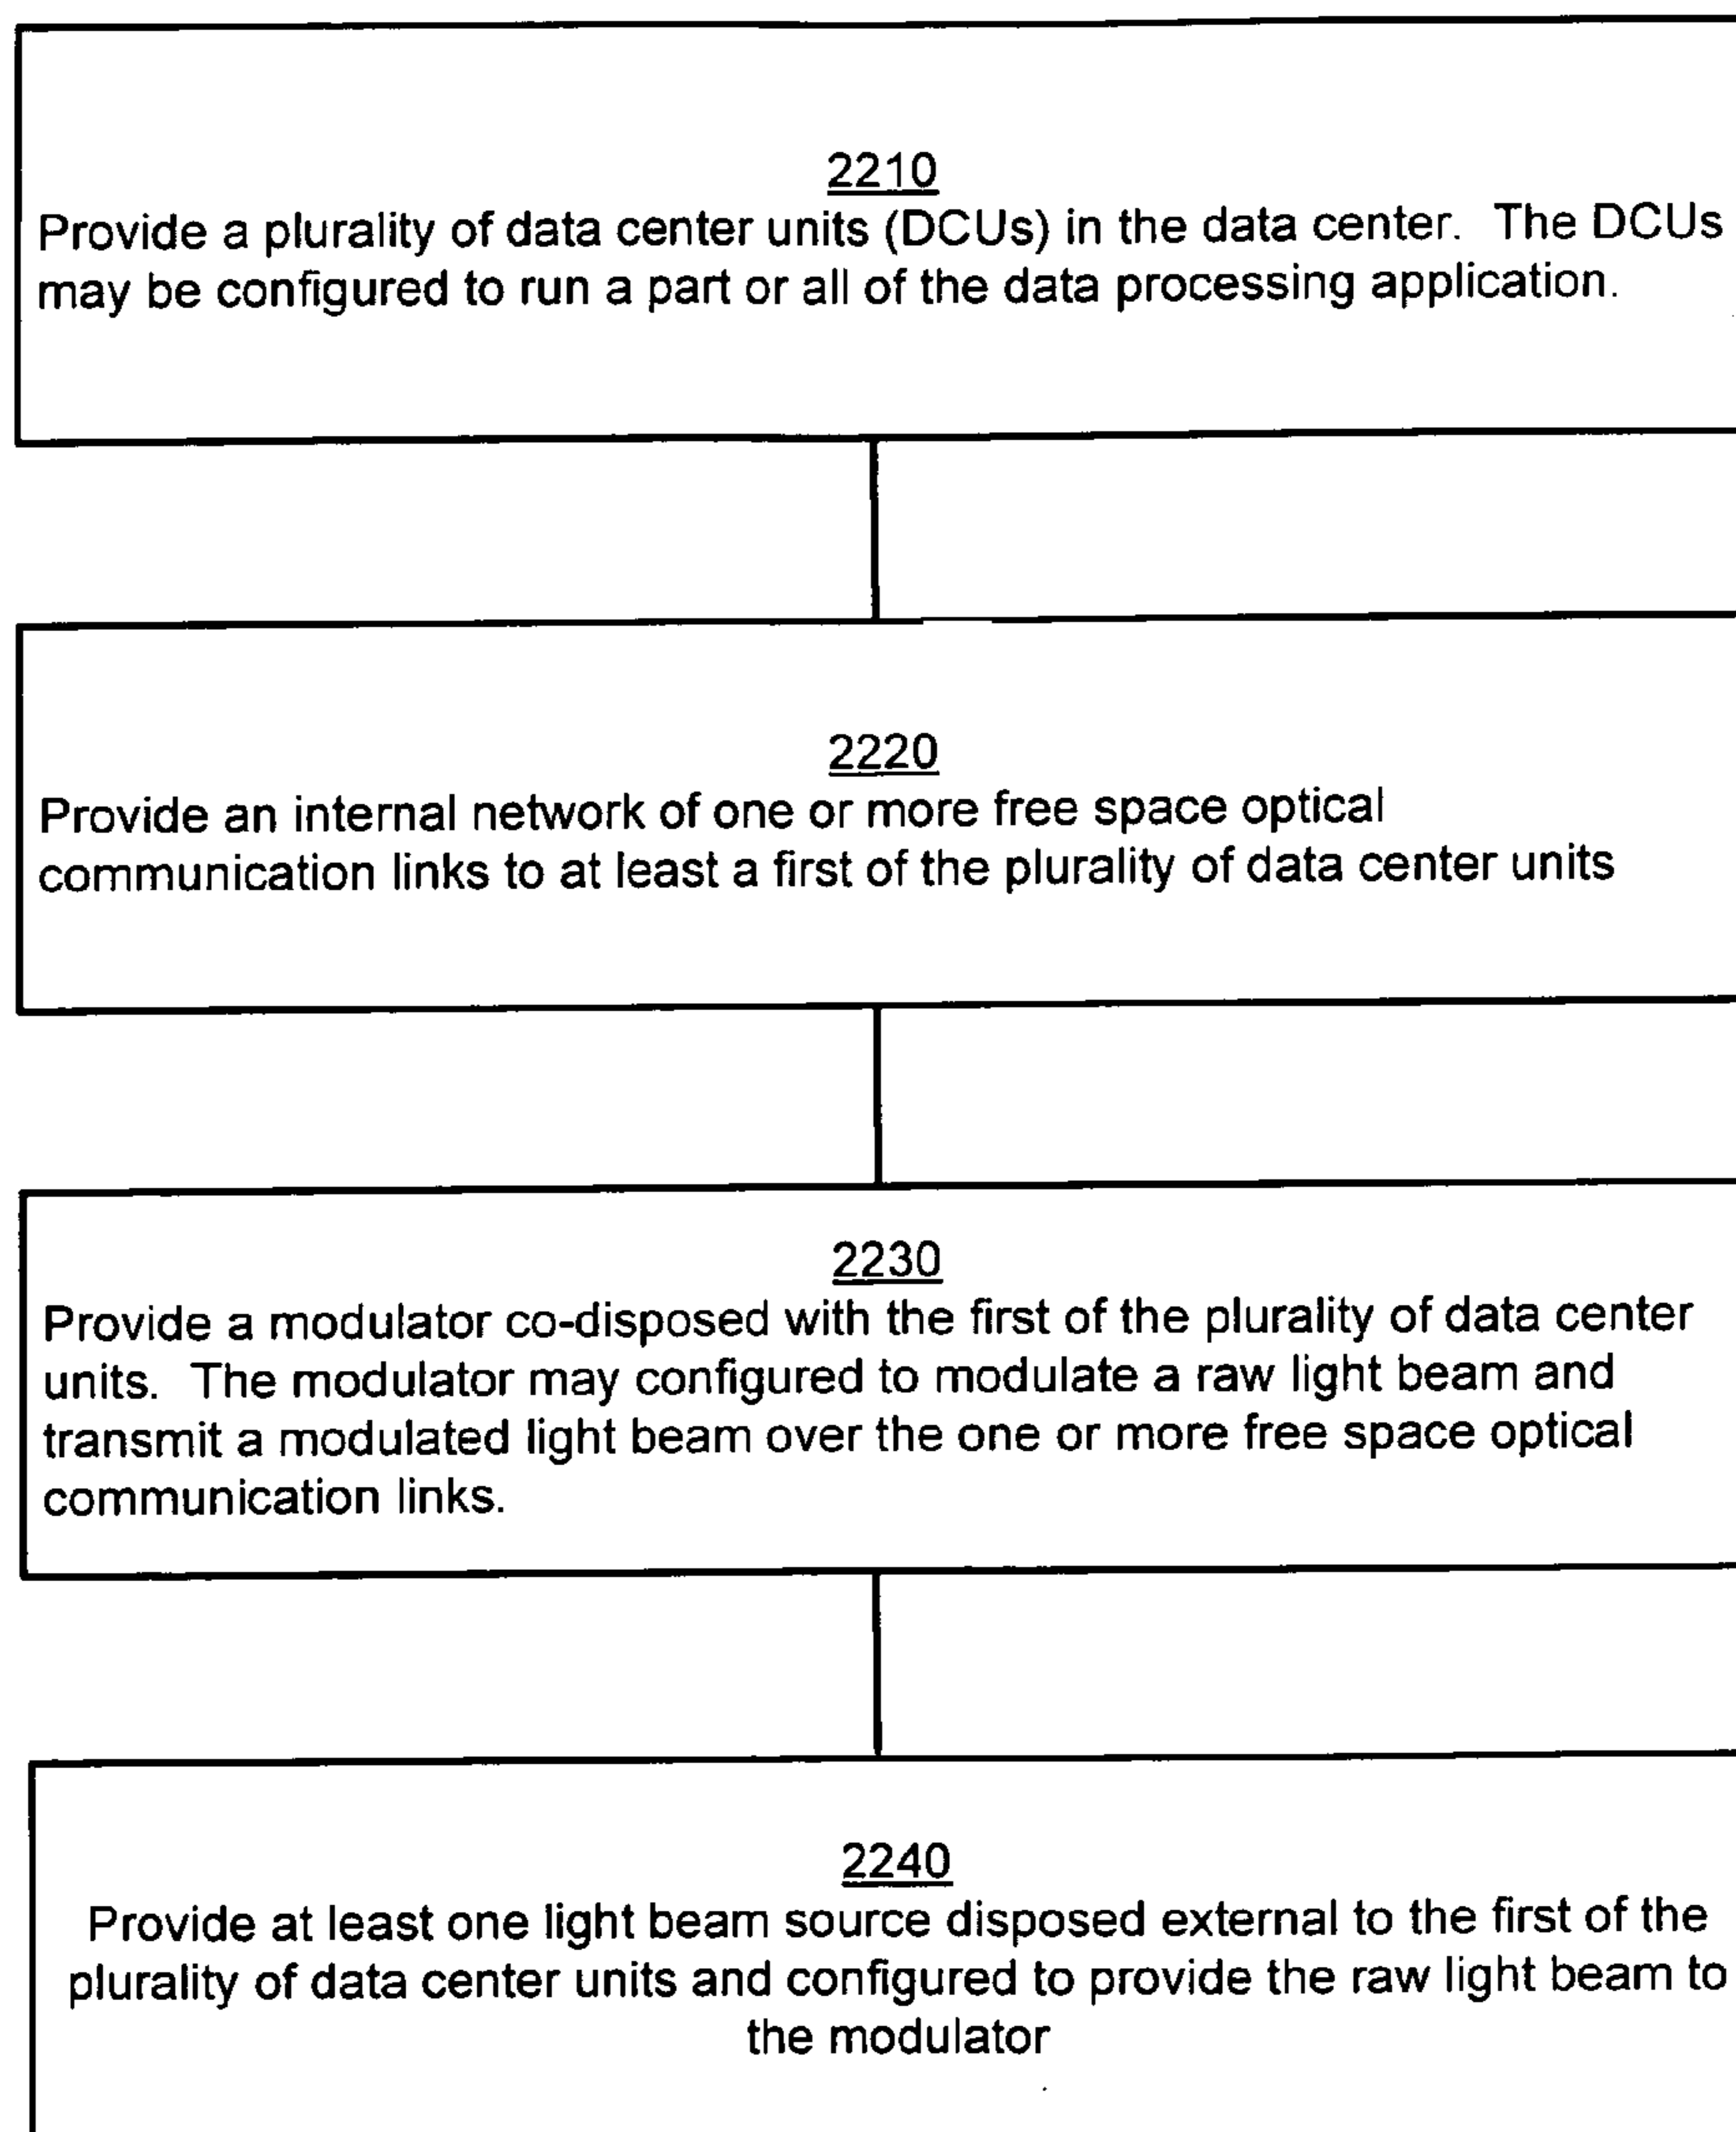 2210
Provide a plurality of data center units (DCUs) in the data center.  The DCUs
may be configured to run a part or all of the data processing application.
2220
Provide an internal network of one or more free space optical
communication links to at least a first of the plurality of data center units
2230
Provide a modulator co-disposed with the first of the plurality of data center
units.  The modulator may configured to modulate a raw light beam and
transmit a modulated light beam over the one or more free space optical
communication links.
2240
Provide at least one light beam source disposed external to the first of the
plurality of data center units and configured to provide the raw light beam to
the modulator